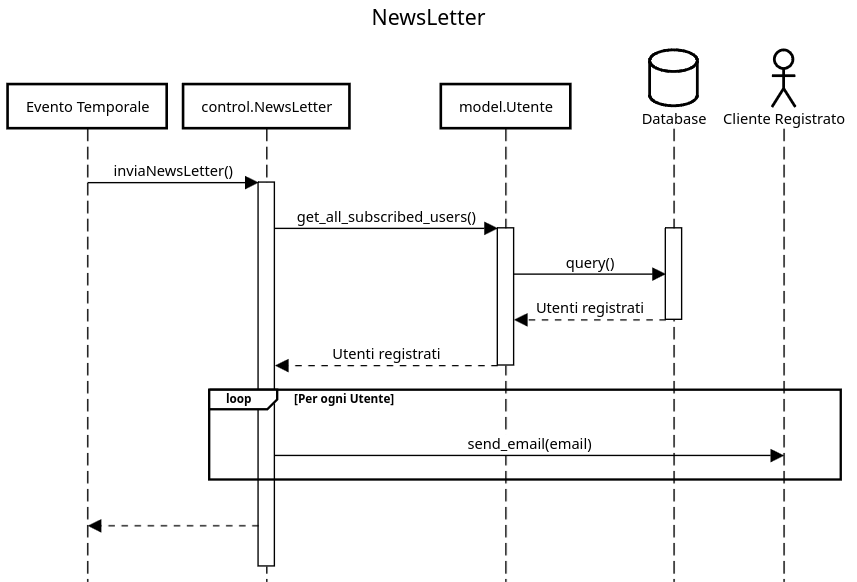 NewsLetter
Evento Temporale
control.NewsLetter
model.Utente
Database
Cliente Registrato
inviaNewsLetter()
get_all_subscribed_users()
query()
Utenti registrati
Utenti registrati
loop
[Per ogni Utente]
send_email(email)